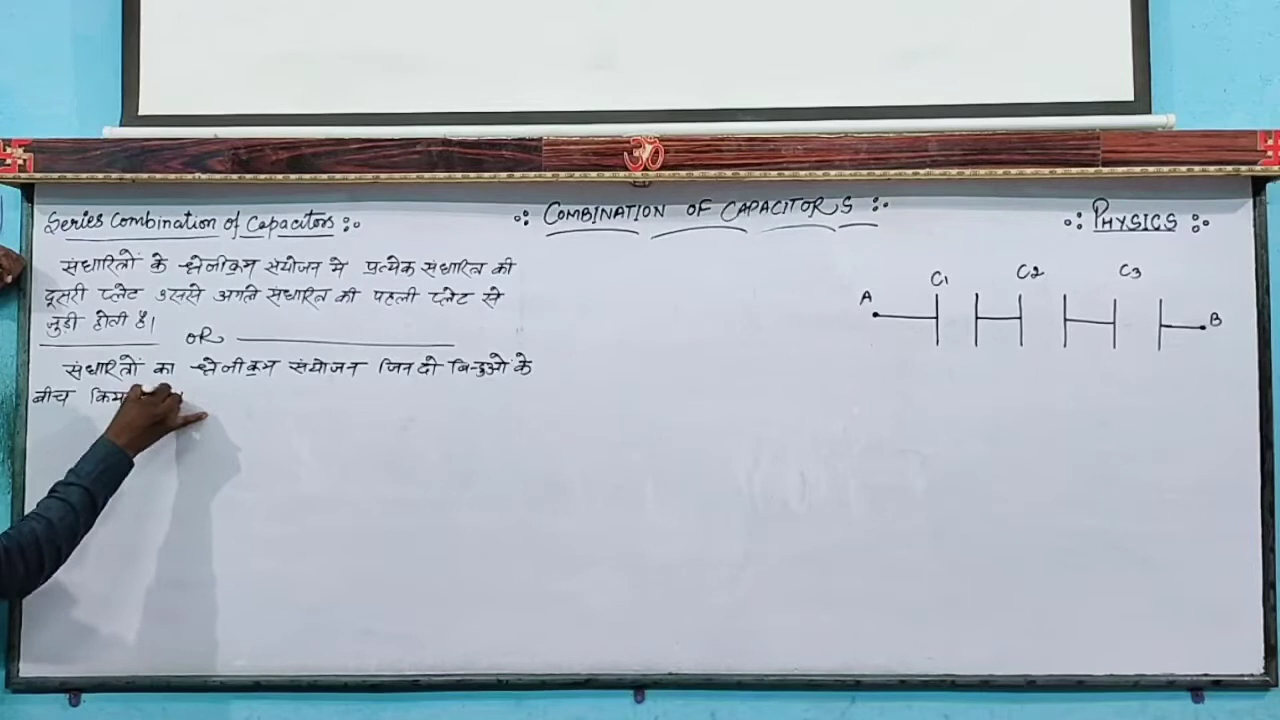 ॐ
Series Combination of Capacitors :
COMBINATION OF CAPACITORS :
PHYSICS :
संधारितों के श्रेनीक्रम संयोजन मे प्रत्येक संधारित्र की
दूसरी प्लेट उससे अगले संधारित्र की पहली प्लेट से
जुड़ी होती है।
OR
संधारितों का श्रेनीक्रम संयोजन जिन दो बिन्दुओं के
बीच
C1 C2 C3
A B